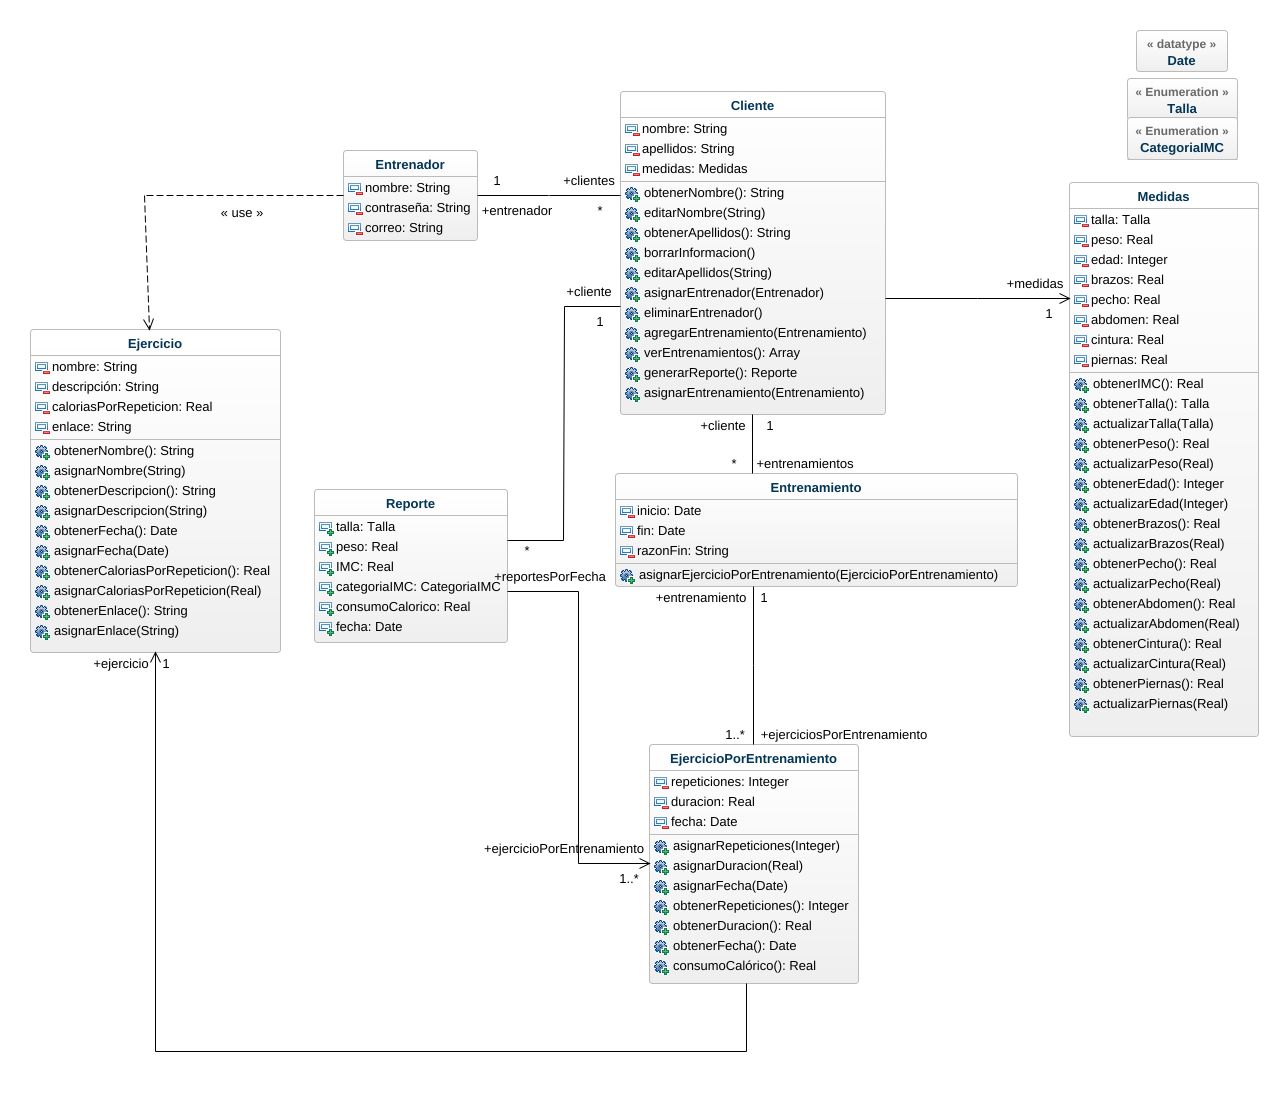 « datatype »
Date
« Enumeration »
Talla
« Enumeration »
CategoriaIMC
Cliente
nombre: String
apellidos: String
medidas: Medidas
obtenerNombre(): String
editarNombre(String)
obtenerApellidos(): String
borrarInformacion()
editarApellidos(String)
asignarEntrenador(Entrenador)
eliminarEntrenador()
agregarEntrenamiento(Entrenamiento)
verEntrenamientos(): Array
generarReporte(): Reporte
asignarEntrenamiento(Entrenamiento)
Entrenador
nombre: String
contraseña: String
correo: String
1
+clientes
+entrenador
*
« use »
+cliente
1
+medidas
1
Medidas
talla: Talla
peso: Real
edad: Integer
brazos: Real
pecho: Real
abdomen: Real
cintura: Real
piernas: Real
obtenerIMC(): Real
obtenerTalla(): Talla
actualizarTalla(Talla)
obtenerPeso(): Real
actualizarPeso(Real)
obtenerEdad(): Integer
actualizarEdad(Integer)
obtenerBrazos(): Real
actualizarBrazos(Real)
obtenerPecho(): Real
actualizarPecho(Real)
obtenerAbdomen(): Real
actualizarAbdomen(Real)
obtenerCintura(): Real
actualizarCintura(Real)
obtenerPiernas(): Real
actualizarPiernas(Real)
Ejercicio
nombre: String
descripción: String
caloriasPorRepeticion: Real
enlace: String
obtenerNombre(): String
asignarNombre(String)
obtenerDescripcion(): String
asignarDescripcion(String)
obtenerFecha(): Date
asignarFecha(Date)
obtenerCaloriasPorRepeticion(): Real
asignarCaloriasPorRepeticion(Real)
obtenerEnlace(): String
asignarEnlace(String)
+ejercicio
1
+cliente
1
*
+entrenamientos
Entrenamiento
inicio: Date
fin: Date
razonFin: String
asignarEjercicioPorEntrenamiento(EjercicioPorEntrenamiento)
+entrenamiento
1
Reporte
talla: Talla
peso: Real
IMC: Real
categoriaIMC: CategoriaIMC
consumoCalorico: Real
fecha: Date
*
+reportesPorFecha
1..*
+ejerciciosPorEntrenamiento
EjercicioPorEntrenamiento
repeticiones: Integer
duracion: Real
fecha: Date
asignarRepeticiones(Integer)
asignarDuracion(Real)
asignarFecha(Date)
obtenerRepeticiones(): Integer
obtenerDuracion(): Real
obtenerFecha(): Date
consumoCalórico(): Real
+ejercicioPorEntrenamiento
1..*